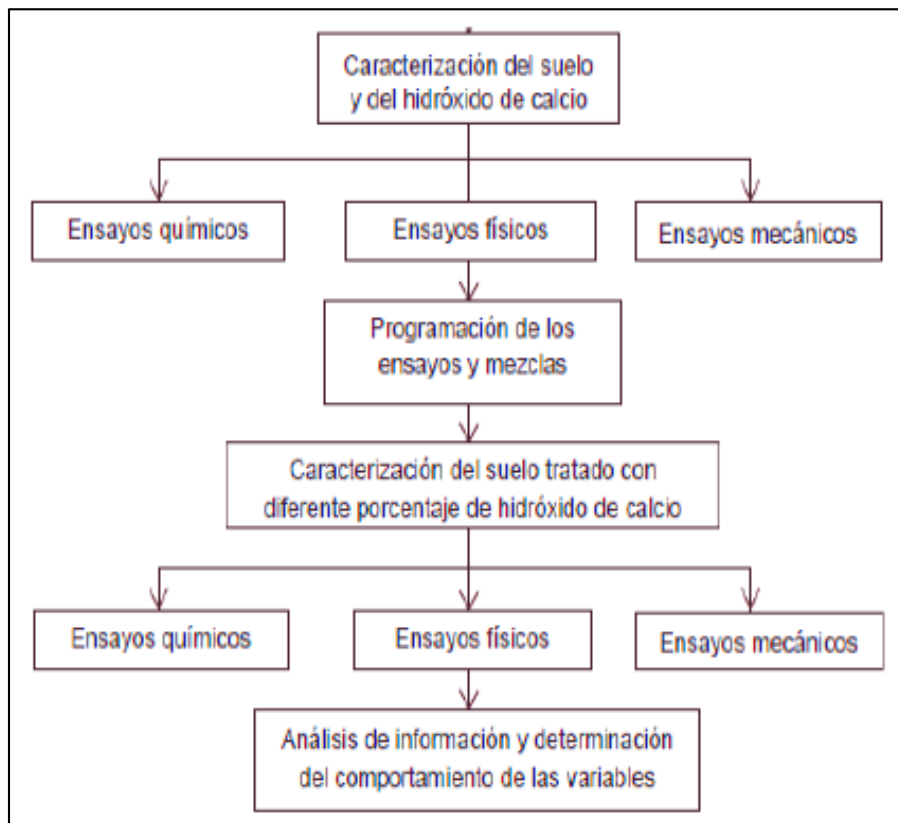 Caracterización del suelo
y del hidróxido de calcio
Ensayos químicos
Ensayos físicos
Ensayos mecánicos
Programación de los
ensayos y mezclas
Caracterización del suelo tratado con
diferente porcentaje de hidróxido de calcio
Ensayos químicos
Ensayos físicos
Ensayos mecánicos
Análisis de información y determinación
del comportamiento de las variables